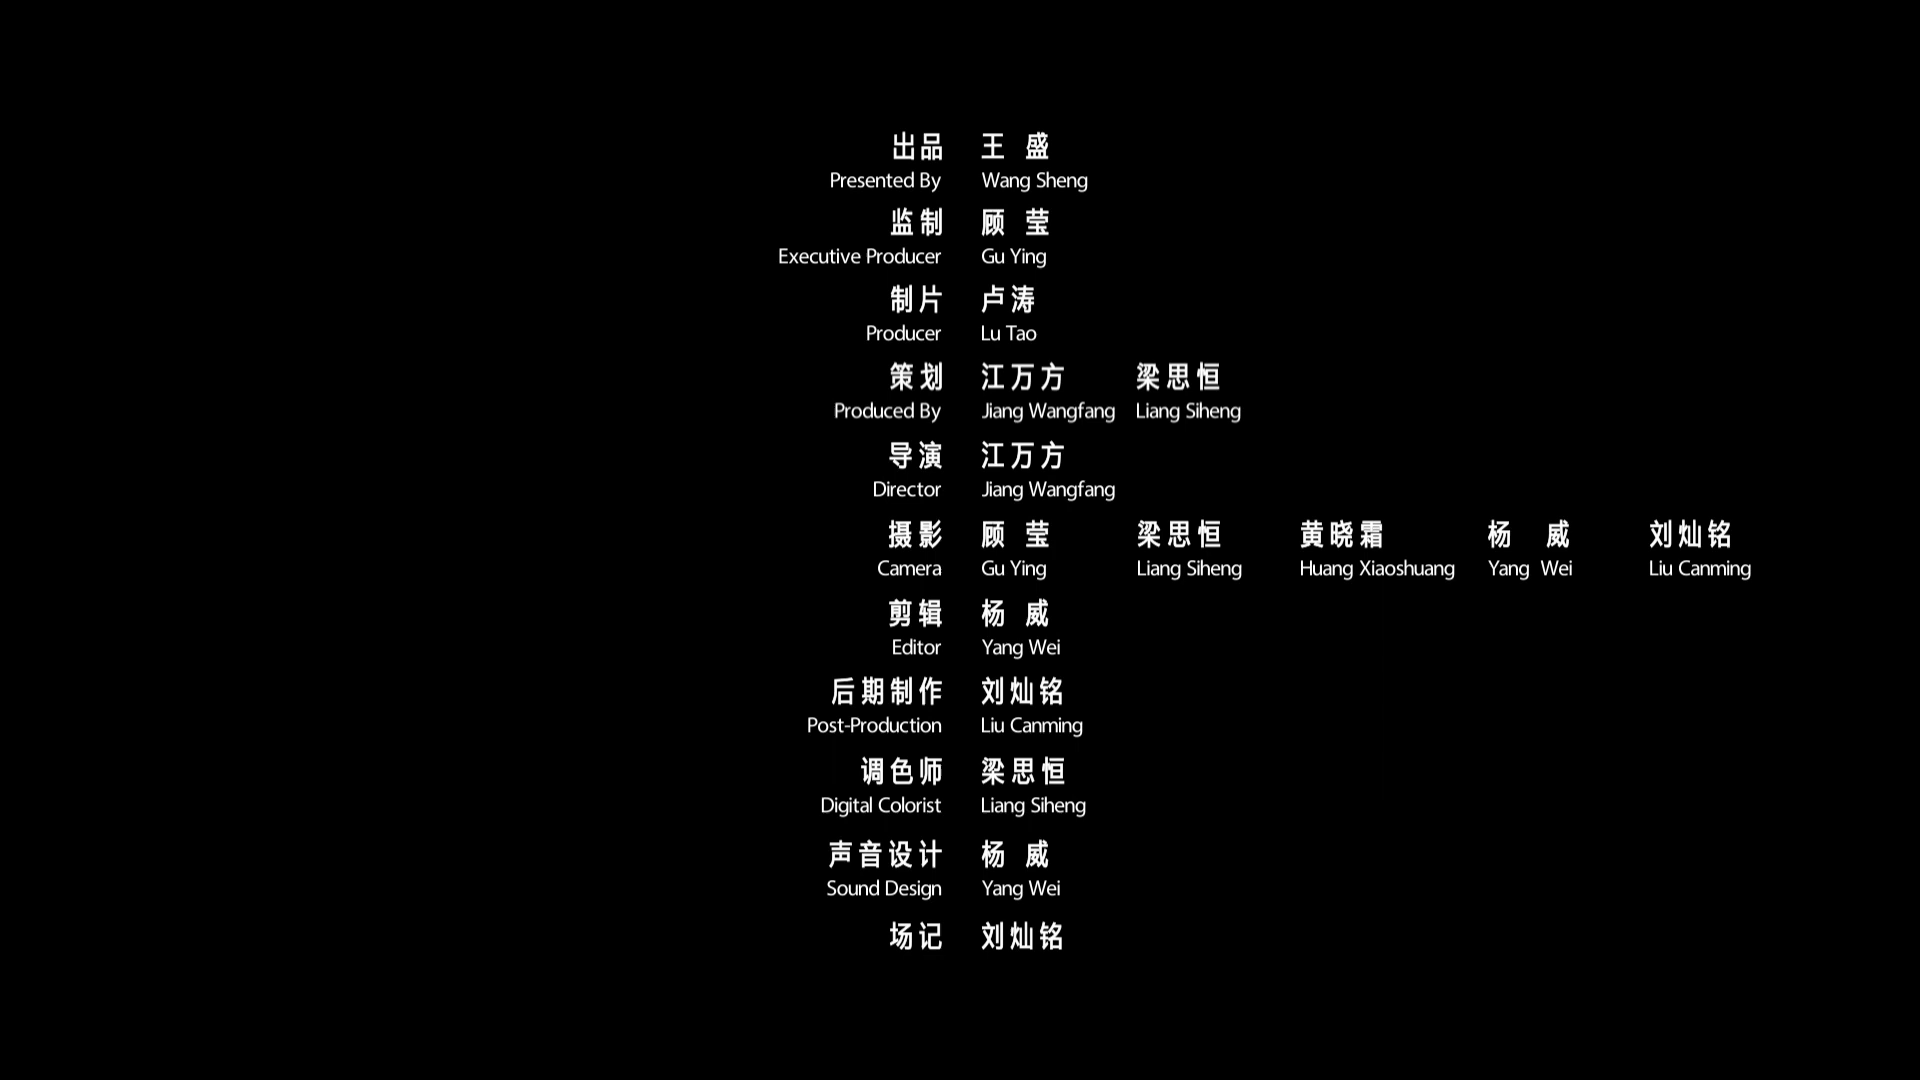 出品 王 盛
Presented By Wang Sheng
监制 顾 莹
Executive Producer Gu Ying
制片 卢涛
Producer Lu Tao
策划 江万方 梁思恒
Produced By Jiang Wangfang Liang Siheng
导演 江万方
Director Jiang Wangfang
摄影 顾 莹 梁思恒 黄晓霜 杨 威 刘灿铭
Camera Gu Ying Liang Siheng Huang Xiaoshuang Yang Wei Liu Canming
剪辑 杨 威
Editor Yang Wei
后期制作 刘灿铭
Post-Production Liu Canming
调色师 梁思恒
Digital Colorist Liang Siheng
声音设计 杨 威
Sound Design Yang Wei
场记 刘灿铭